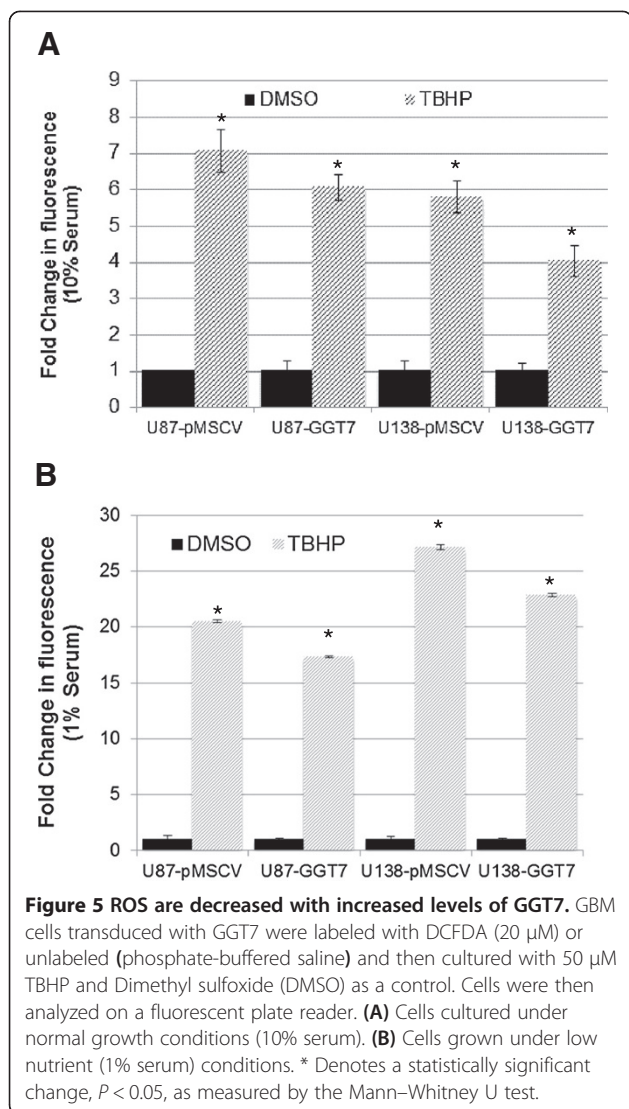 A
9
8
7
6
5
4
3
2
1
0
Fold Change in fluorescence
(10% Serum)
DMSO TBHP
*
*
*
*
U87-pMSCV U87-GGT7 U138-pMSCV U138-GGT7
B
30
25
20
15
10
5
0
Fold Change in fluorescence
(1% Serum)
DMSO TBHP
*
*
*
*
U87-pMSCV U87-GGT7 U138-pMSCV U138-GGT7
Figure 5 ROS are decreased with increased levels of GGT7. GBM
cells transduced with GGT7 were labeled with DCFDA (20 μM) or
unlabeled (phosphate-buffered saline) and then cultured with 50 μM
TBHP and Dimethyl sulfoxide (DMSO) as a control. Cells were then
analyzed on a fluorescent plate reader. (A) Cells cultured under
normal growth conditions (10% serum). (B) Cells grown under low
nutrient (1% serum) conditions. * Denotes a statistically significant
change, P < 0.05, as measured by the Mann–Whitney U test.